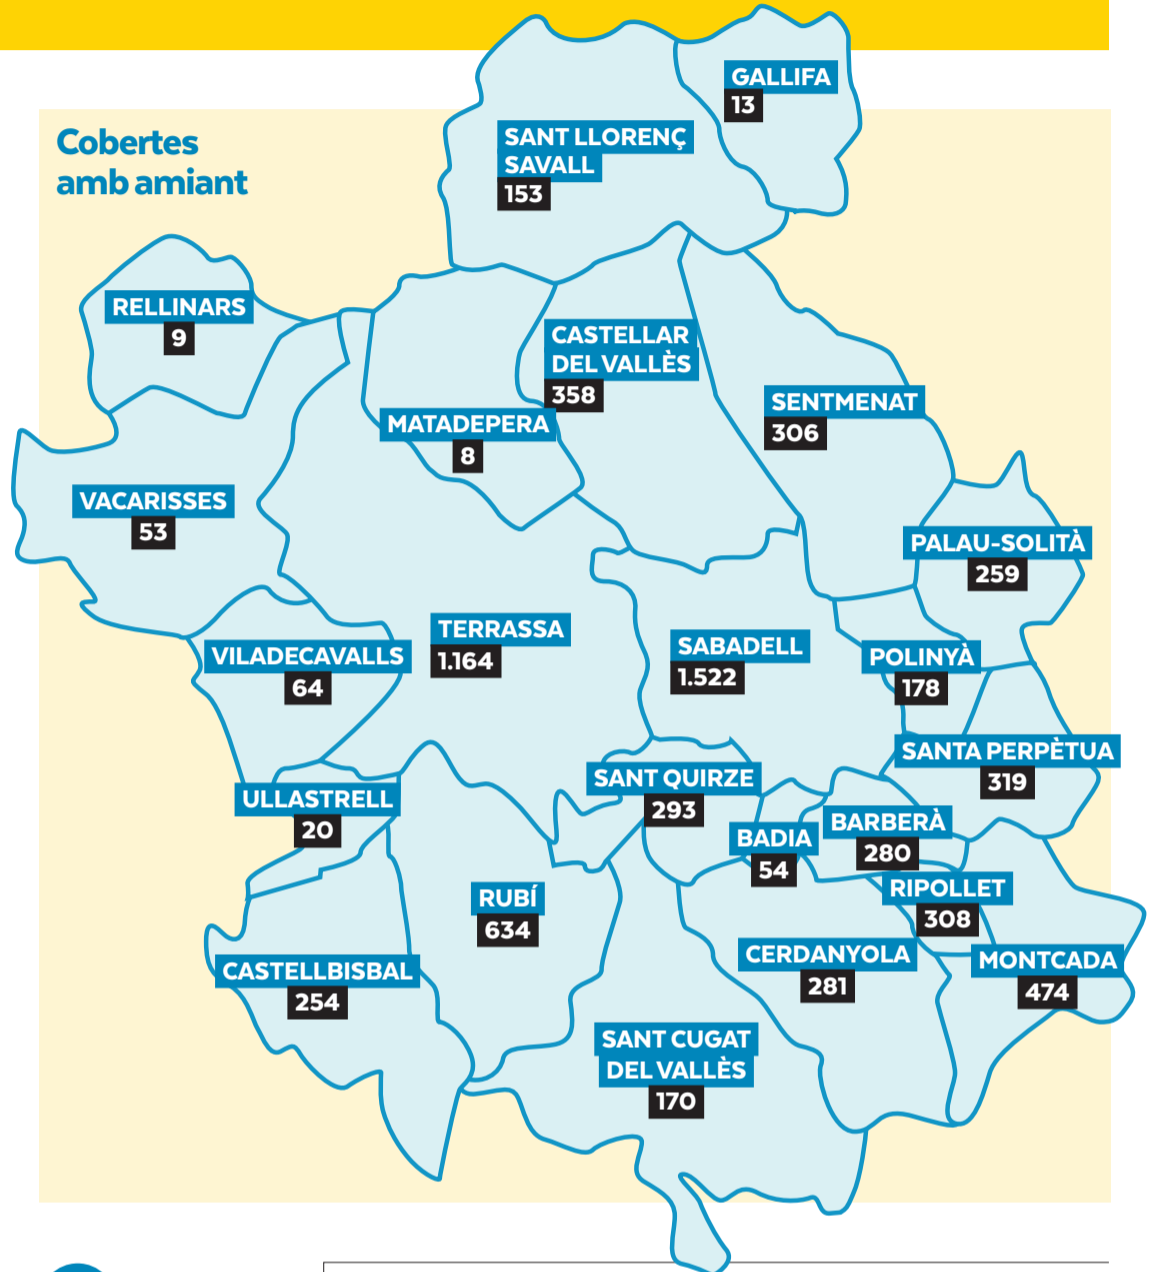 Cobertes
amb amiant
GALLIFA
13
SANT LLORENÇ
SAVALL
153
RELLINARS
9
CASTELLAR
DEL VALLÈS
358
SENTMENAT
306
MATADEPERA
8
VACARISSES
53
PALAU-SOLITÀ
259
TERRASSA
1.164
SABADELL
1.522
VILADECAVALLS
64
POLINYÀ
178
SANTA PERPÈTUA
319
SANT QUIRZE
293
ULLASTRELL
20
BARBERÀ
280
BADIA
54
RIPOLLET
308
RUBÍ
634
CERDANYOLA
281
MONTCADA
474
CASTELLBISBAL
254
SANT CUGAT
DEL VALLÈS
170